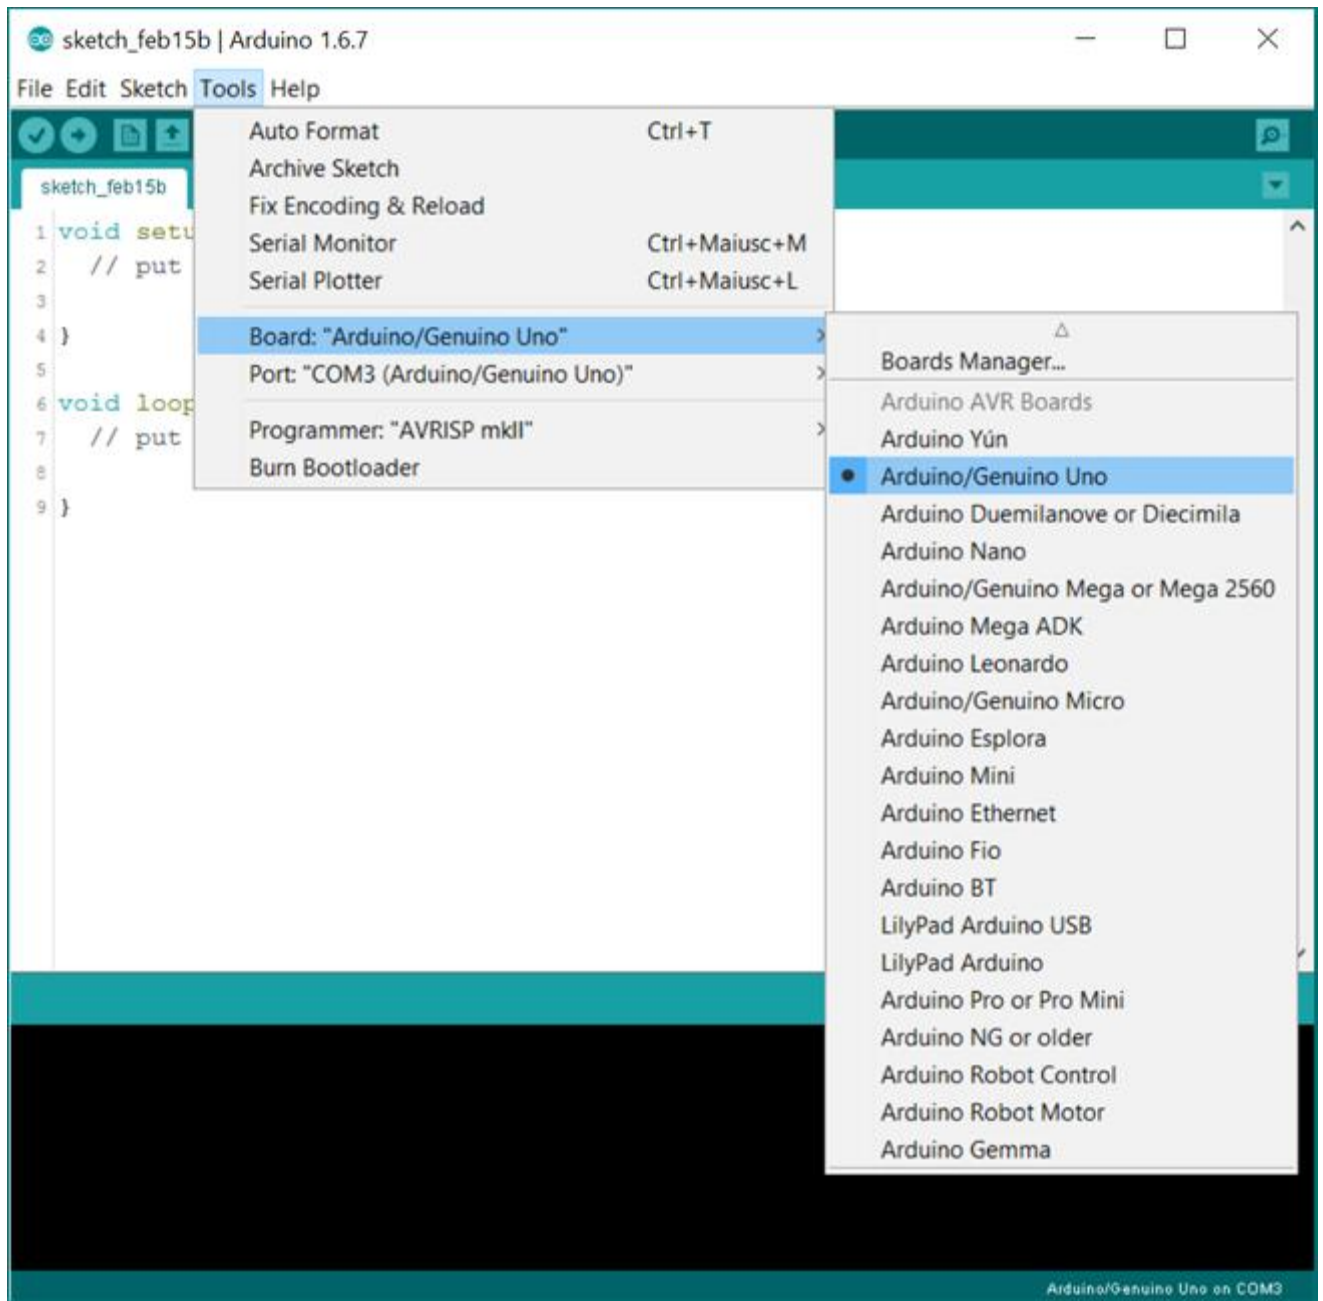 sketch_feb15b | Arduino 1.6.7
File Edit Sketch Tools Help
sketch_feb15b
1 void setu
2 // put
3
4 }
5
6 void loop
7 // put
8
9 }
Auto Format Ctrl+T
Archive Sketch
Fix Encoding & Reload
Serial Monitor Ctrl+Maiusc+M
Serial Plotter Ctrl+Maiusc+L
Board: "Arduino/Genuino Uno"
Port: "COM3 (Arduino/Genuino Uno)"
Programmer: "AVRISP mkII"
Burn Bootloader
Boards Manager...
Arduino AVR Boards
Arduino Yún
Arduino/Genuino Uno
Arduino Duemilanove or Diecimila
Arduino Nano
Arduino/Genuino Mega or Mega 2560
Arduino Mega ADK
Arduino Leonardo
Arduino/Genuino Micro
Arduino Esplora
Arduino Mini
Arduino Ethernet
Arduino Fio
Arduino BT
LilyPad Arduino USB
LilyPad Arduino
Arduino Pro or Pro Mini
Arduino NG or older
Arduino Robot Control
Arduino Robot Motor
Arduino Gemma
Arduino/Genuino Uno on COM3